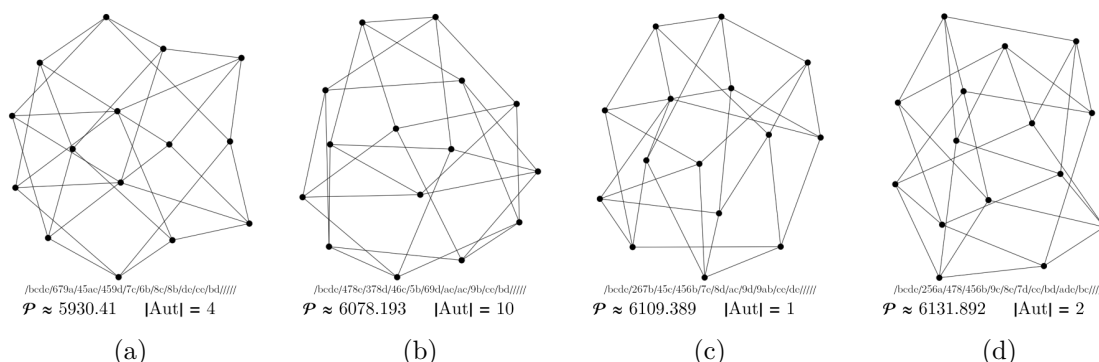 /bcdc/679a/45ac/459d/7c/6b/8c/8b/dc/cc/bd/////
𝓟 ≈ 5930.41 |Aut| = 4
(a)
/bcdc/478c/378d/46c/5b/69d/ac/ac/9b/cc/bd/////
𝓟 ≈ 6078.193 |Aut| = 10
(b)
/bcdc/267b/45c/456b/7c/8d/ac/9d/9ab/cc/dc/////
𝓟 ≈ 6109.389 |Aut| = 1
(c)
/bcdc/256a/478/456b/9c/8c/7d/cc/bd/adc/bc////
𝓟 ≈ 6131.892 |Aut| = 2
(d)